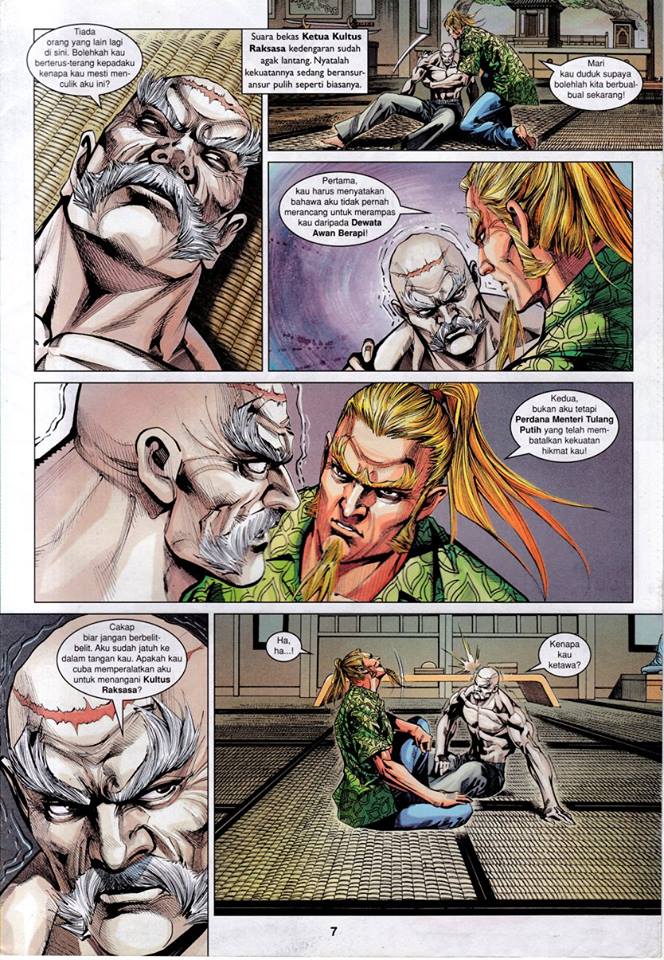 Tiada
orang yang lain lagi
di sini. Bolehkah kau
berterus-terang kepadaku
kenapa kau mesti men-
culik aku ini?
Suara bekas Ketua Kultus
Raksasa kedengaran sudah
agak lantang. Nyatalah
kekuatannya sedang beransur-
ansur pulih seperti biasanya.
Mari
kau duduk supaya
bolehlah kita berbual-
bual sekarang!
Pertama,
kau harus menyatakan
bahawa aku tidak pernah
merancang untuk merampas
kau daripada Dewata
Awan Berapi!
Kedua,
bukan aku tetapi
Perdana Menteri Tulang
Putih yang telah mem-
batalkan kekuatan
hikmat kau!
Cakap
biar jangan berbelit-
belit. Aku sudah jatuh ke
dalam tangan kau. Apakah kau
cuba memperalatkan aku
untuk menangani Kultus
Raksasa?
Ha,
ha...!
Kenapa
kau
ketawa?
7